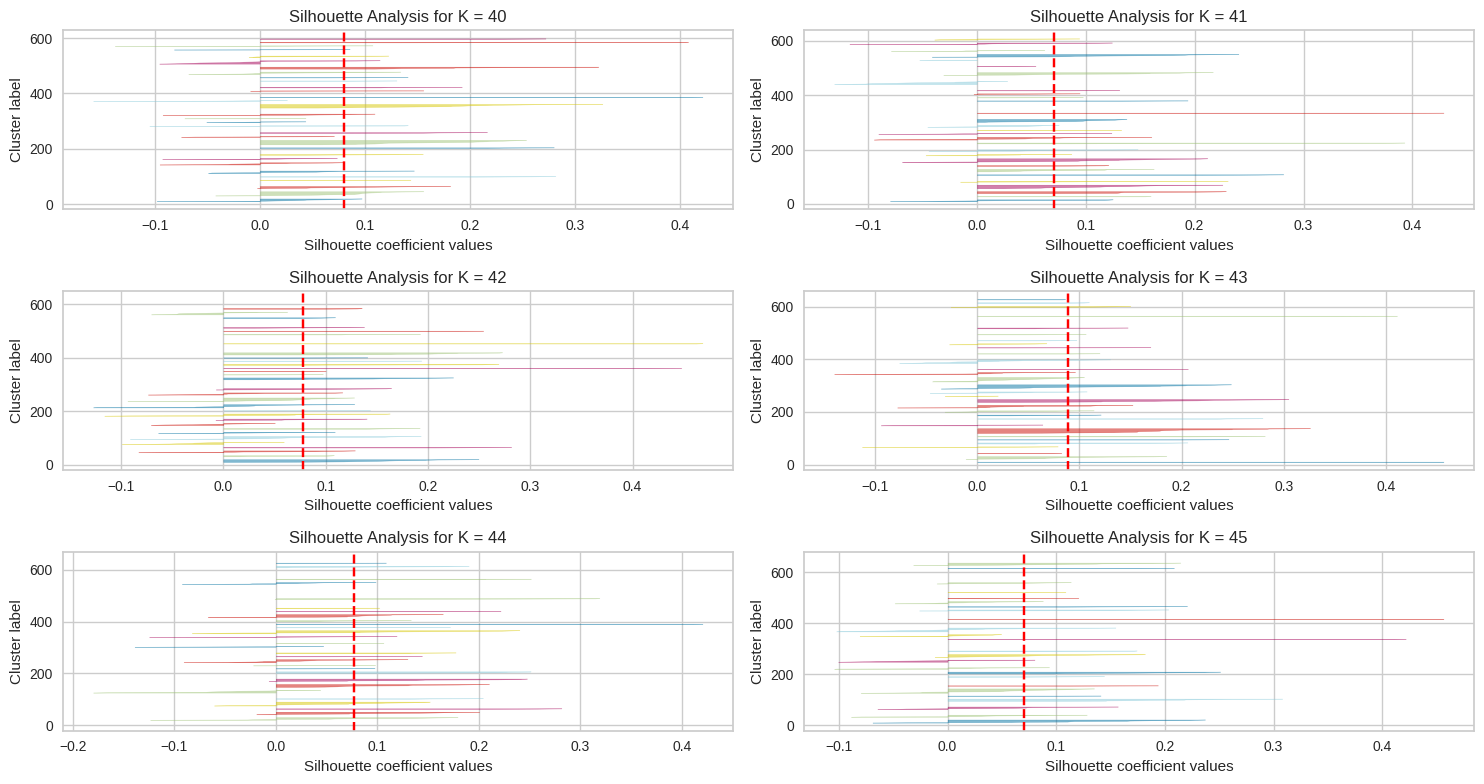 Silhouette Analysis for K = 40
Cluster label
600
400
200
0
−0.1 0.0 0.1 0.2 0.3 0.4
Silhouette coefficient values
Silhouette Analysis for K = 41
Cluster label
600
400
200
0
−0.1 0.0 0.1 0.2 0.3 0.4
Silhouette coefficient values
Silhouette Analysis for K = 42
Cluster label
600
400
200
0
−0.1 0.0 0.1 0.2 0.3 0.4
Silhouette coefficient values
Silhouette Analysis for K = 43
Cluster label
600
400
200
0
−0.1 0.0 0.1 0.2 0.3 0.4
Silhouette coefficient values
Silhouette Analysis for K = 44
Cluster label
600
400
200
0
−0.2 −0.1 0.0 0.1 0.2 0.3 0.4
Silhouette coefficient values
Silhouette Analysis for K = 45
Cluster label
600
400
200
0
−0.1 0.0 0.1 0.2 0.3 0.4
Silhouette coefficient values